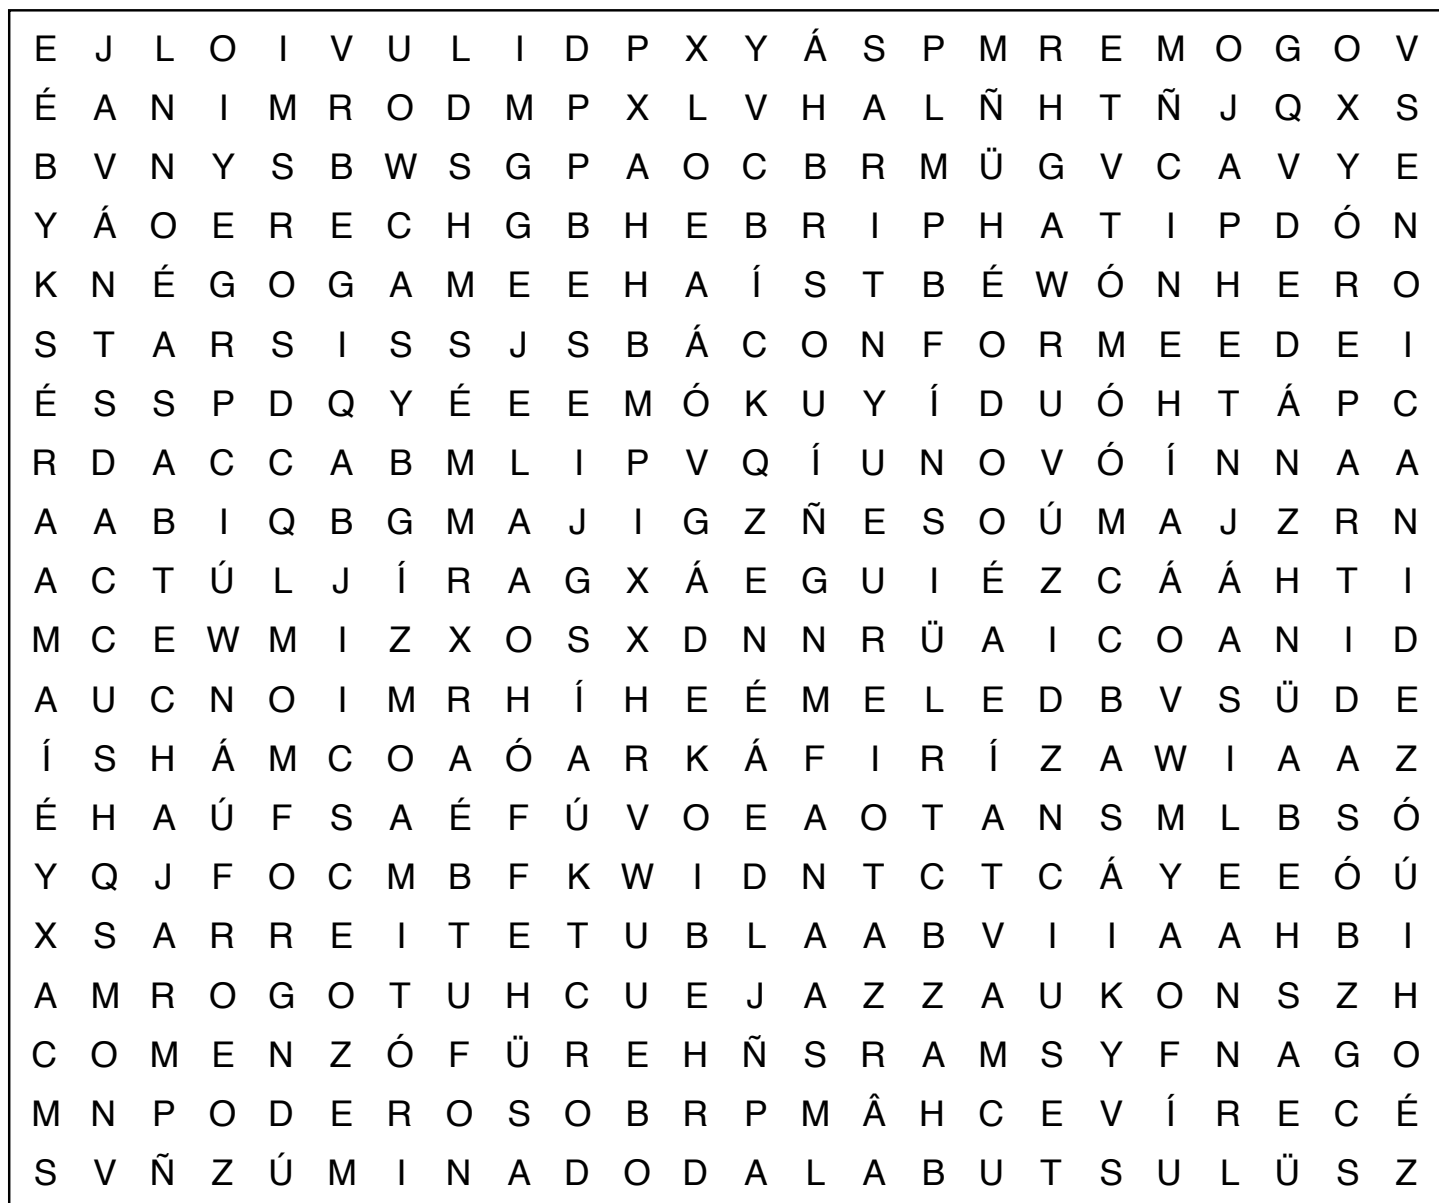 E J L O I V U L I D P X Y Á S P M R E M O G O V
É A N I M R O D M P X L V H A L Ñ H T Ñ J Q X S
B V N Y S B W S G P A O C B R M Ü G V C A V Y E
Y Á O E R E C H G B H E B R I P H A T I P D Ó N
K N É G O G A M E E H A Í S T B É W Ó N H E R O
S T A R S I S S J S B Á C O N F O R M E E D E I
É S S P D Q Y É E E M Ó K U Y Í D U Ó H T Á P C
R D A C C A B M L I P V Q Í U N O V Ó Í N N A A
A A B I Q B G M A J I G Z Ñ E S O Ú M A J Z R N
A C T Ú L J Í R A G X Á E G U I É Z C Á Á H T I
M C E W M I Z X O S X D N N R Ü A I C O A N I D
A U C N O I M R H Í H E É M E L E D B V S Ü D E
Í S H Á M C O A Ó A R K Á F I R Í Z A W I A A Z
É H A Ú F S A É F Ú V O E A O T A N S M L B S Ó
Y Q J F O C M B F K W I D N T C T C Á Y E E Ó Ú
X S A R R E I T E T U B L A A B V I I A A H B I
A M R O G O T U H C U E J A Z Z A U K O N S Z H
C O M E N Z Ó F Ü R E H Ñ S R A M S Y F N A G O
M N P O D E R O S O B R P M Â H C E V Í R E C É
S V Ñ Z Ú M I N A D O D A L A B U T S U L Ü S Z